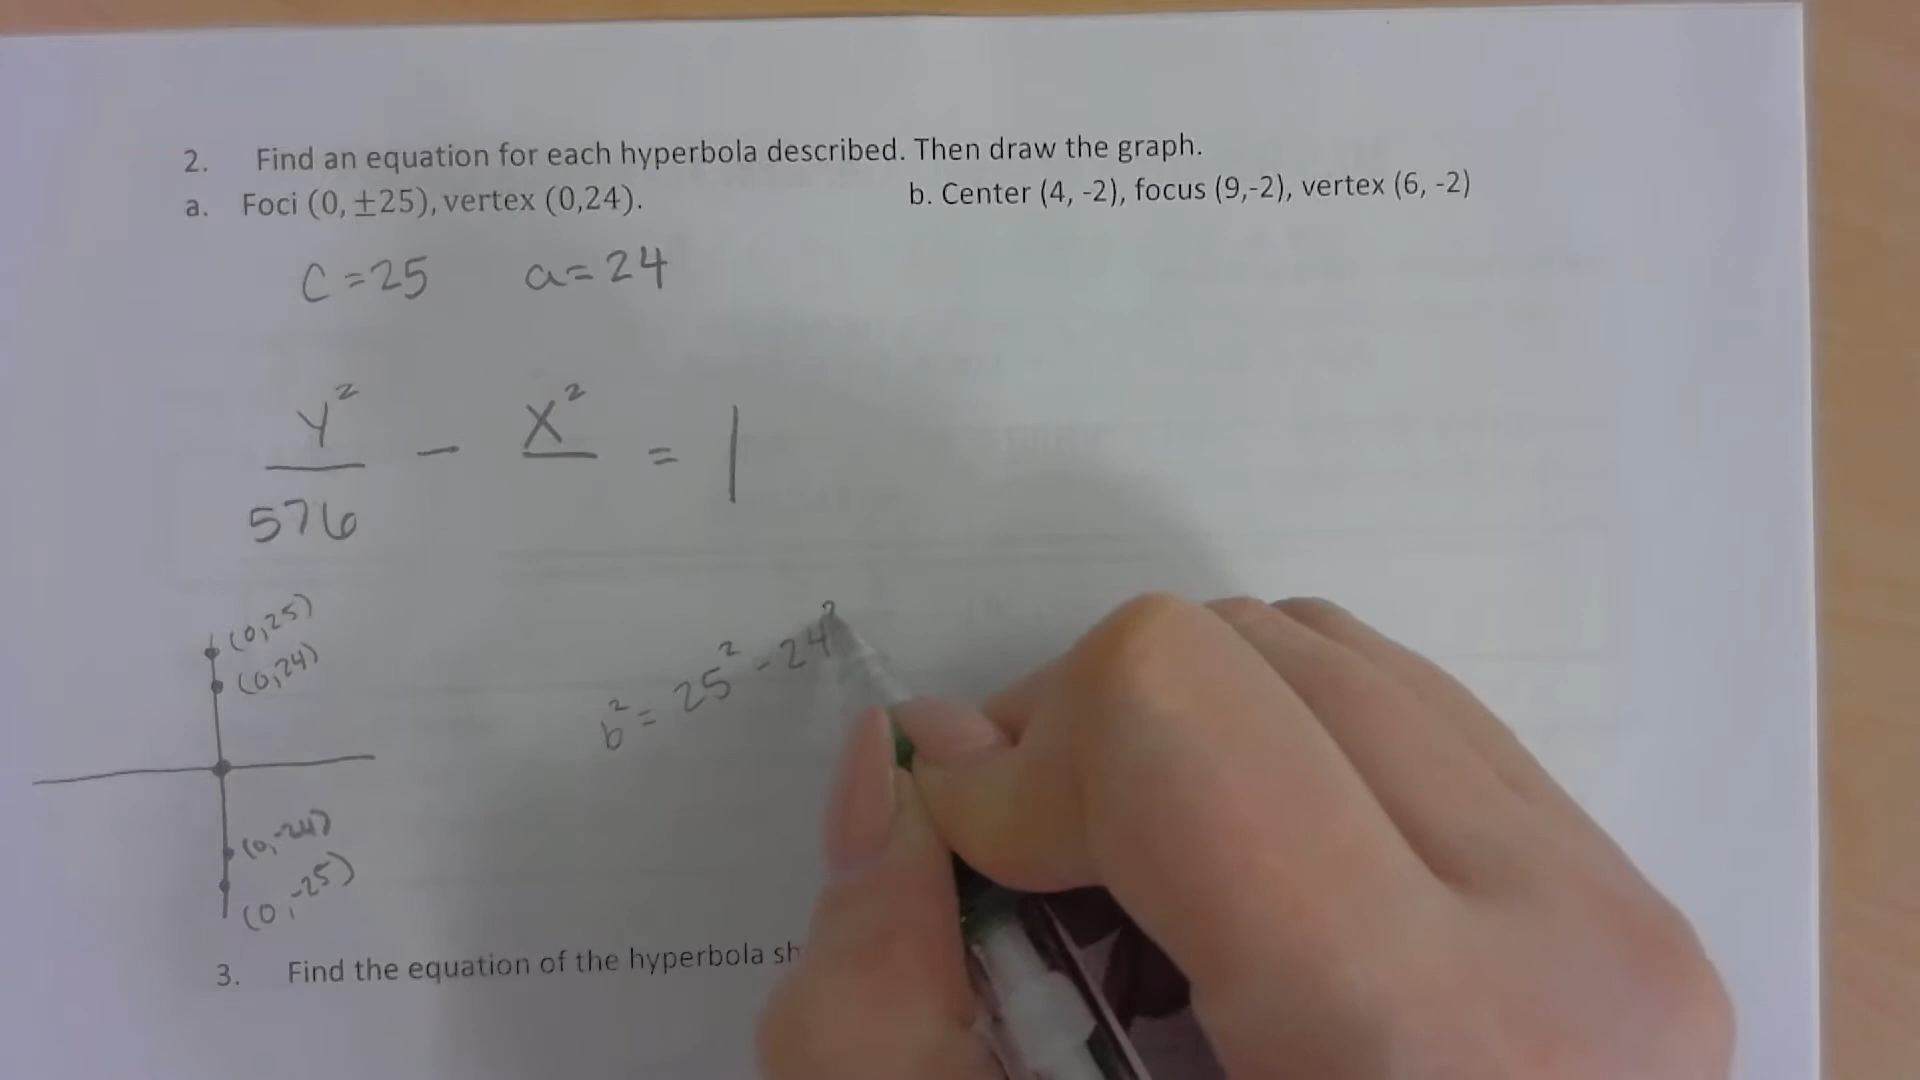 2. Find an equation for each hyperbola described. Then draw the graph.
a. Foci (0, ±25), vertex (0,24).
b. Center (4, -2), focus (9,-2), vertex (6, -2)
C = 25 a = 24
y² - x² = 1
576
(0,25)
(0,24)
b² = 25² - 24²
(0,-24)
(0,-25)
3. Find the equation of the hyperbola sh